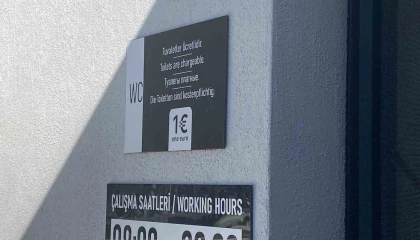 WC
Tuvaletler ücretlidir.
Toilets are chargeable.
Туалеты платные.
Die Toiletten sind kostenpflichtig.
1€
one euro
ÇALIŞMA SAATLERİ / WORKING HOURS